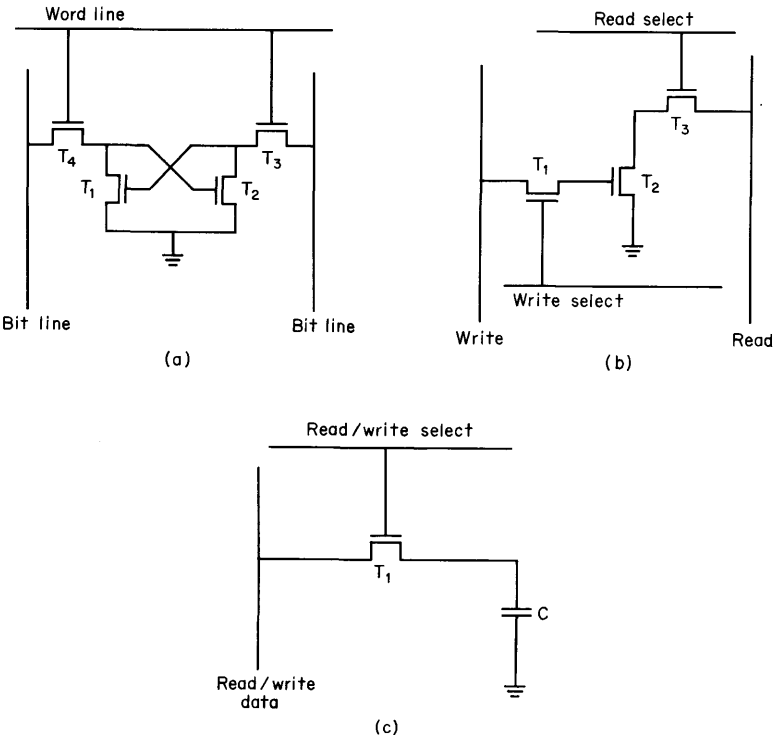 Word line
T4
T3
T1
T2
Bit line
Bit line
(a)
Read select
T3
T1
T2
Write select
Write
Read
(b)
Read/write select
T1
C
Read/write
data
(c)